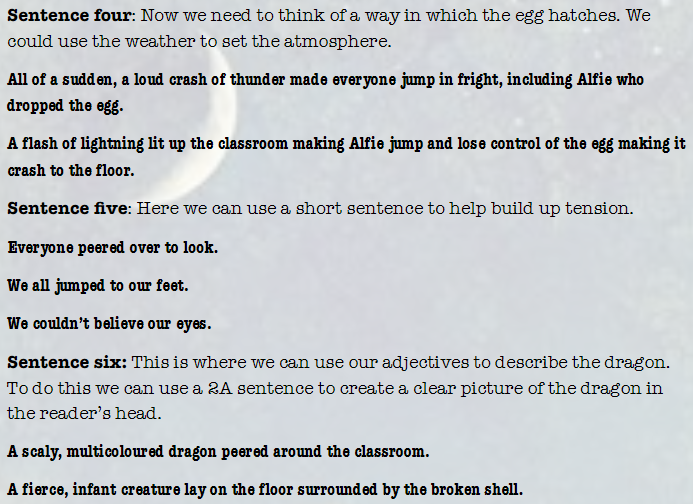 Sentence four: Now we need to think of a way in which the egg hatches. We
could use the weather to set the atmosphere.
All of a sudden, a loud crash of thunder made everyone jump in fright, including Alfie who
dropped the egg.
A flash of lightning lit up the classroom making Alfie jump and lose control of the egg making it
crash to the floor.
Sentence five: Here we can use a short sentence to help build up tension.
Everyone peered over to look.
We all jumped to our feet.
We couldn't believe our eyes.
Sentence six: This is where we can use our adjectives to describe the dragon.
To do this we can use a 2A sentence to create a clear picture of the dragon in
the reader's head.
A scaly, multicoloured dragon peered around the classroom.
A fierce, infant creature lay on the floor surrounded by the broken shell.